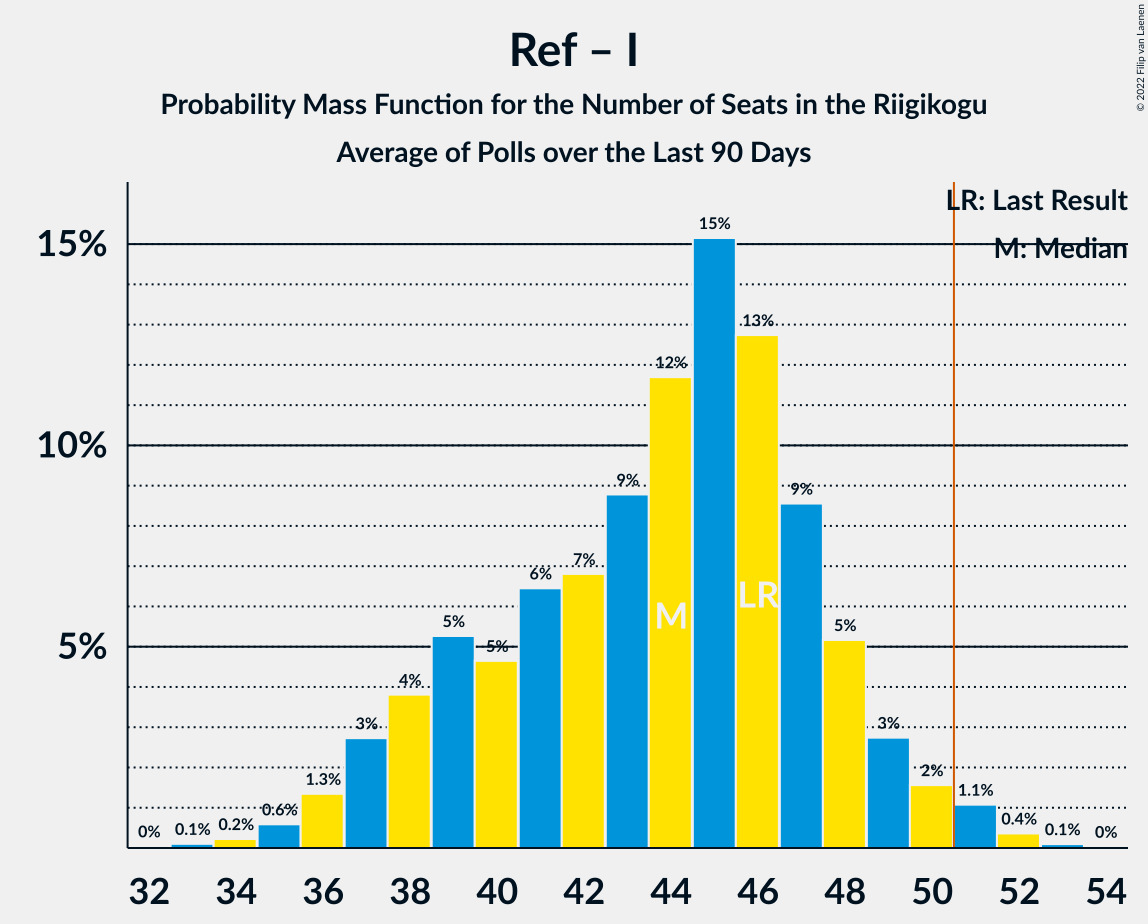 Ref – I
Probability Mass Function for the Number of Seats in the Riigikogu
Average of Polls over the Last 90 Days
© 2022 Filip van Laenen
LR: Last Result
M: Median
15%
10%
5%
0% 0.1% 0.2% 0.6% 1.3% 3% 4% 5% 5% 6% 7% 9% 12% 15% 13% 9% 5% 3% 2% 1.1% 0.4% 0.1% 0%
M LR
32 34 36 38 40 42 44 46 48 50 52 54